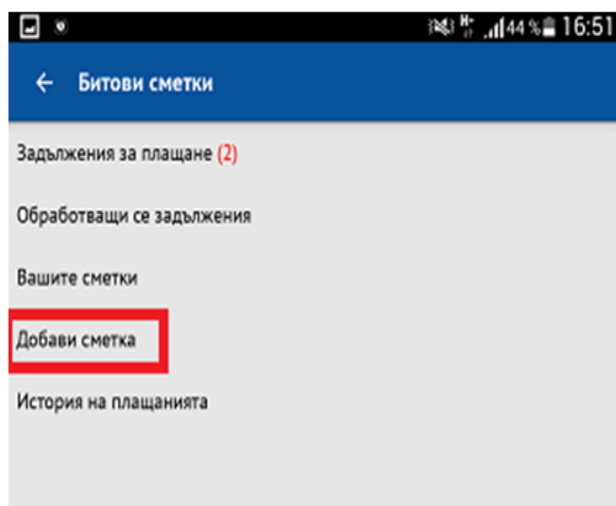 H+ 44 % 16:51
Битови сметки
Задължения за плащане (2)
Обработващи се задължения
Вашите сметки
Добави сметка
История на плащанията